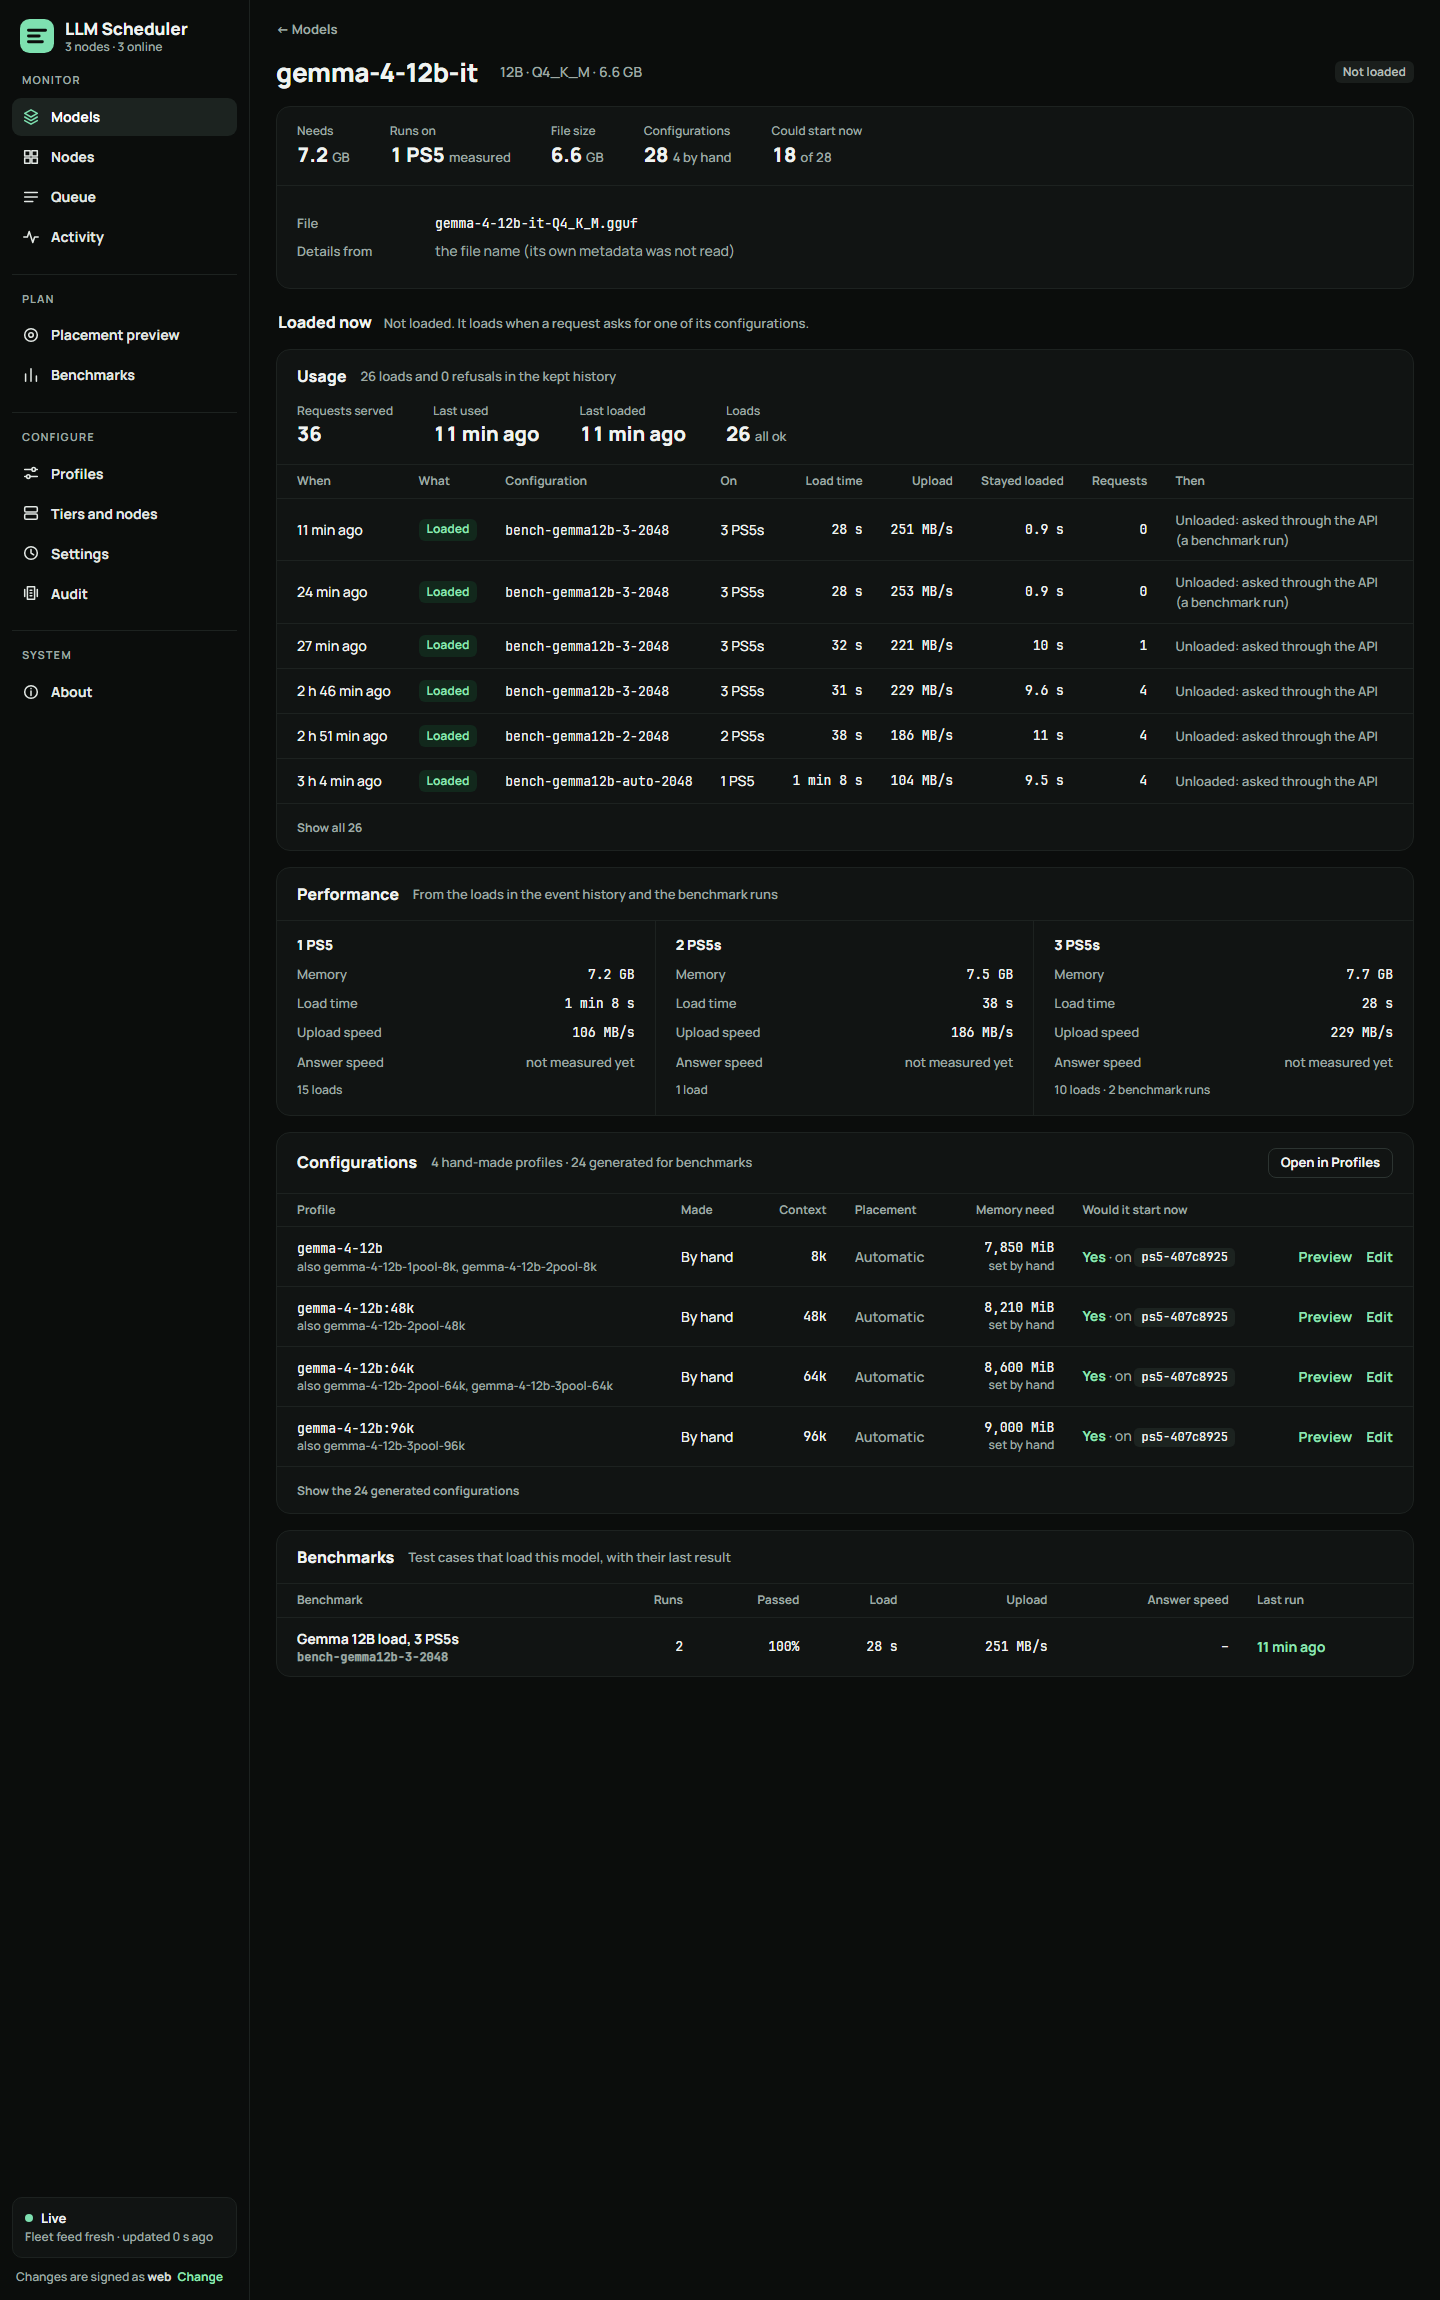 LLM Scheduler
3 nodes · 3 online
MONITOR
Models
Nodes
Queue
Activity
PLAN
Placement preview
Benchmarks
CONFIGURE
Profiles
Tiers and nodes
Settings
Audit
SYSTEM
About
Live
Fleet feed fresh · updated 0 s ago
Changes are signed as web Change
← Models
gemma-4-12b-it 12B · Q4_K_M · 6.6 GB Not loaded
Needs Runs on File size Configurations Could start now
7.2 GB 1 PS5 measured 6.6 GB 28 4 by hand 18 of 28
File gemma-4-12b-it-Q4_K_M.gguf
Details from the file name (its own metadata was not read)
Loaded now Not loaded. It loads when a request asks for one of its configurations.
Usage 26 loads and 0 refusals in the kept history
Requests served Last used Last loaded Loads
36 11 min ago 11 min ago 26 all ok
When What Configuration On Load time Upload Stayed loaded Requests Then
11 min ago Loaded bench-gemma12b-3-2048 3 PS5s 28 s 251 MB/s 0.9 s 0 Unloaded: asked through the API
(a benchmark run)
24 min ago Loaded bench-gemma12b-3-2048 3 PS5s 28 s 253 MB/s 0.9 s 0 Unloaded: asked through the API
(a benchmark run)
27 min ago Loaded bench-gemma12b-3-2048 3 PS5s 32 s 221 MB/s 10 s 1 Unloaded: asked through the API
2 h 46 min ago Loaded bench-gemma12b-3-2048 3 PS5s 31 s 229 MB/s 9.6 s 4 Unloaded: asked through the API
2 h 51 min ago Loaded bench-gemma12b-2-2048 2 PS5s 38 s 186 MB/s 11 s 4 Unloaded: asked through the API
3 h 4 min ago Loaded bench-gemma12b-auto-2048 1 PS5 1 min 8 s 104 MB/s 9.5 s 4 Unloaded: asked through the API
Show all 26
Performance From the loads in the event history and the benchmark runs
1 PS5
Memory 7.2 GB
Load time 1 min 8 s
Upload speed 106 MB/s
Answer speed not measured yet
15 loads
2 PS5s
Memory 7.5 GB
Load time 38 s
Upload speed 186 MB/s
Answer speed not measured yet
1 load
3 PS5s
Memory 7.7 GB
Load time 28 s
Upload speed 229 MB/s
Answer speed not measured yet
10 loads · 2 benchmark runs
Configurations 4 hand-made profiles · 24 generated for benchmarks Open in Profiles
Profile Made Context Placement Memory need Would it start now
gemma-4-12b By hand 8k Automatic 7,850 MiB Yes · on ps5-407c8925 Preview Edit
also gemma-4-12b-1pool-8k, gemma-4-12b-2pool-8k set by hand
gemma-4-12b:48k By hand 48k Automatic 8,210 MiB Yes · on ps5-407c8925 Preview Edit
also gemma-4-12b-2pool-48k set by hand
gemma-4-12b:64k By hand 64k Automatic 8,600 MiB Yes · on ps5-407c8925 Preview Edit
also gemma-4-12b-2pool-64k, gemma-4-12b-3pool-64k set by hand
gemma-4-12b:96k By hand 96k Automatic 9,000 MiB Yes · on ps5-407c8925 Preview Edit
also gemma-4-12b-3pool-96k set by hand
Show the 24 generated configurations
Benchmarks Test cases that load this model, with their last result
Benchmark Runs Passed Load Upload Answer speed Last run
Gemma 12B load, 3 PS5s 2 100% 28 s 251 MB/s – 11 min ago
bench-gemma12b-3-2048